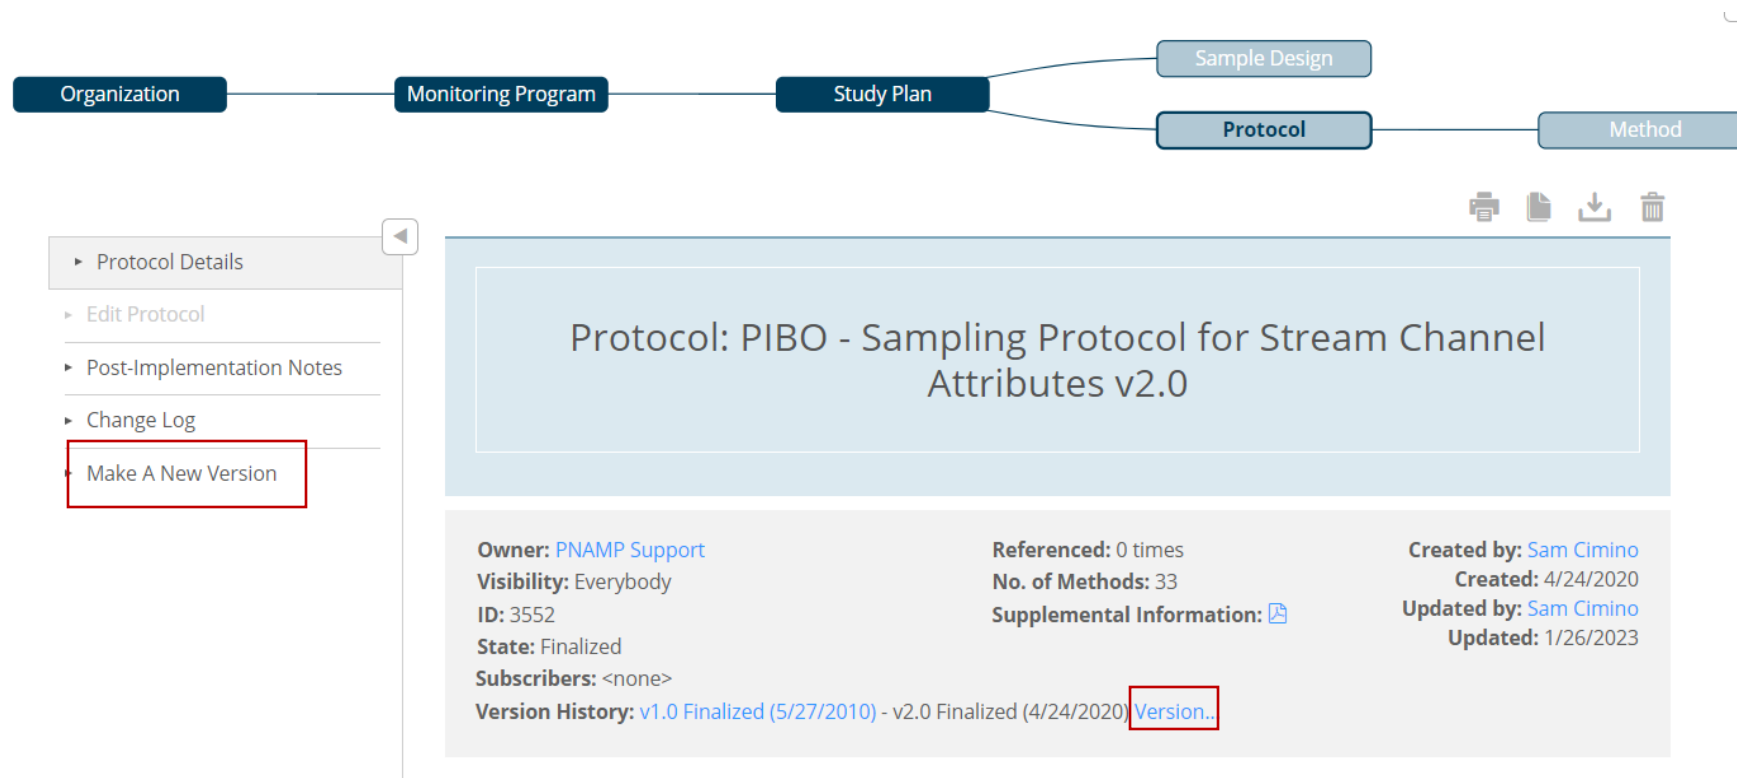 Sample Design
Organization
Monitoring Program
Study Plan
Protocol
Method
Protocol Details
Edit Protocol
Post-Implementation Notes
Change Log
Make A New Version
Protocol: PIBO - Sampling Protocol for Stream Channel
Attributes v2.0
Owner: PNAMP Support
Visibility: Everybody
ID: 3552
State: Finalized
Subscribers: <none>
Version History: v1.0 Finalized (5/27/2010) - v2.0 Finalized (4/24/2020) Version...
Referenced: 0 times
No. of Methods: 33
Supplemental Information:
Created by: Sam Cimino
Created: 4/24/2020
Updated by: Sam Cimino
Updated: 1/26/2023